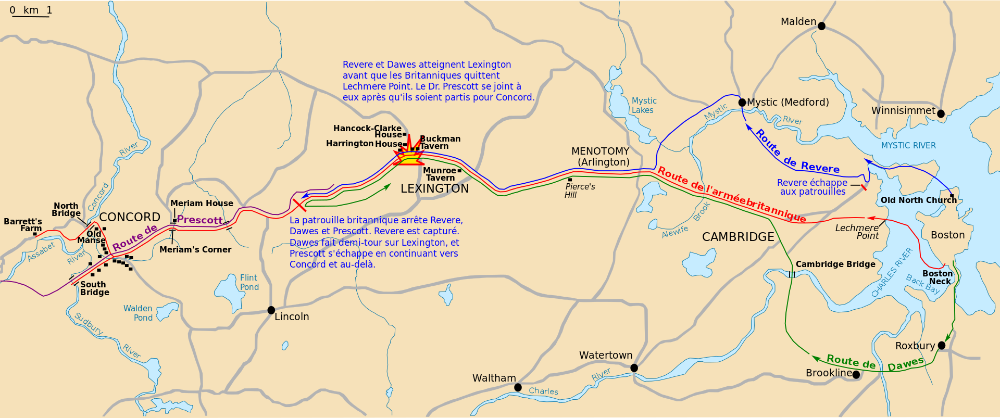 0 km 1
Malden
Revere et Dawes atteignent Lexington
avant que les Britanniques quittent
Lechmere Point. Le Dr. Prescott se joint à
eux après qu'ils soient partis pour Concord.
Mystic
Lakes
Mystic
River
Mystic (Medford)
Winnisimmet
MYSTIC RIVER
Hancock-Clarke
House
Harrington House
Buckman
Tavern
Munroe
Tavern
LEXINGTON
MENOTOMY
(Arlington)
Pierce's
Hill
Route de Revere
Revere échappe
aux patrouilles
Old North Church
Route de l'armée britannique
Lechmere
Point
Boston
River
Concord
North
Bridge
CONCORD
Meriam House
Barrett's
Farm
Old
Manse
Route de Prescott
Meriam's Corner
Assabet
River
La patrouille britannique arrête Revere,
Dawes et Prescott. Revere est capturé.
Dawes fait demi-tour sur Lexington, et
Prescott s'échappe en continuant vers
Concord et au-delà.
Alewife
Brook
CAMBRIDGE
Cambridge Bridge
CHARLES RIVER
Back Bay
Boston
Neck
South
Bridge
Flint
Pond
Walden
Pond
Lincoln
Sudbury
River
Watertown
Waltham
Charles
River
Roxbury
Route de Dawes
Brookline